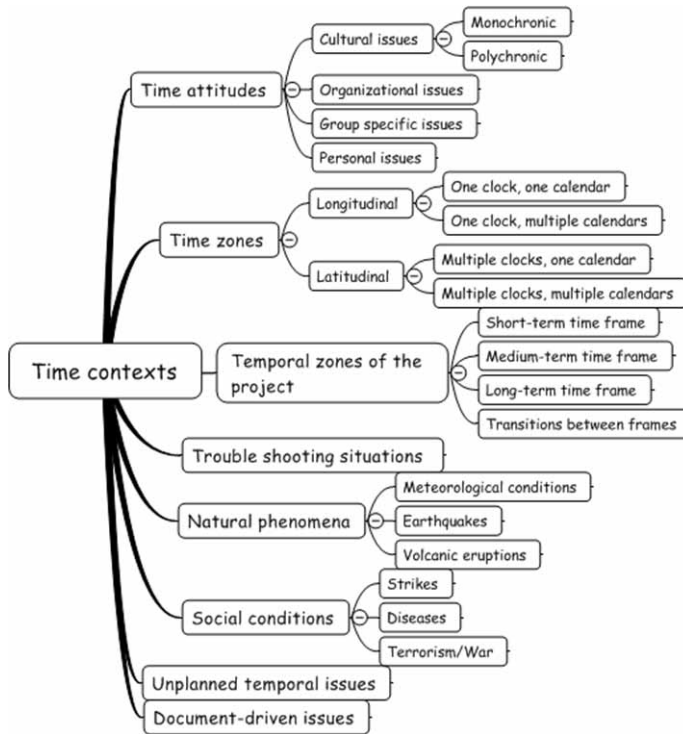 Time contexts
Time attitudes
Cultural issues
Monochronic
Polychronic
Organizational issues
Group specific issues
Personal issues
Time zones
Longitudinal
One clock, one calendar
One clock, multiple calendars
Latitudinal
Multiple clocks, one calendar
Multiple clocks, multiple calendars
Temporal zones of the
project
Short-term time frame
Medium-term time frame
Long-term time frame
Transitions between frames
Trouble shooting situations
Natural phenomena
Meteorological conditions
Earthquakes
Volcanic eruptions
Social conditions
Strikes
Diseases
Terrorism/War
Unplanned temporal issues
Document-driven issues